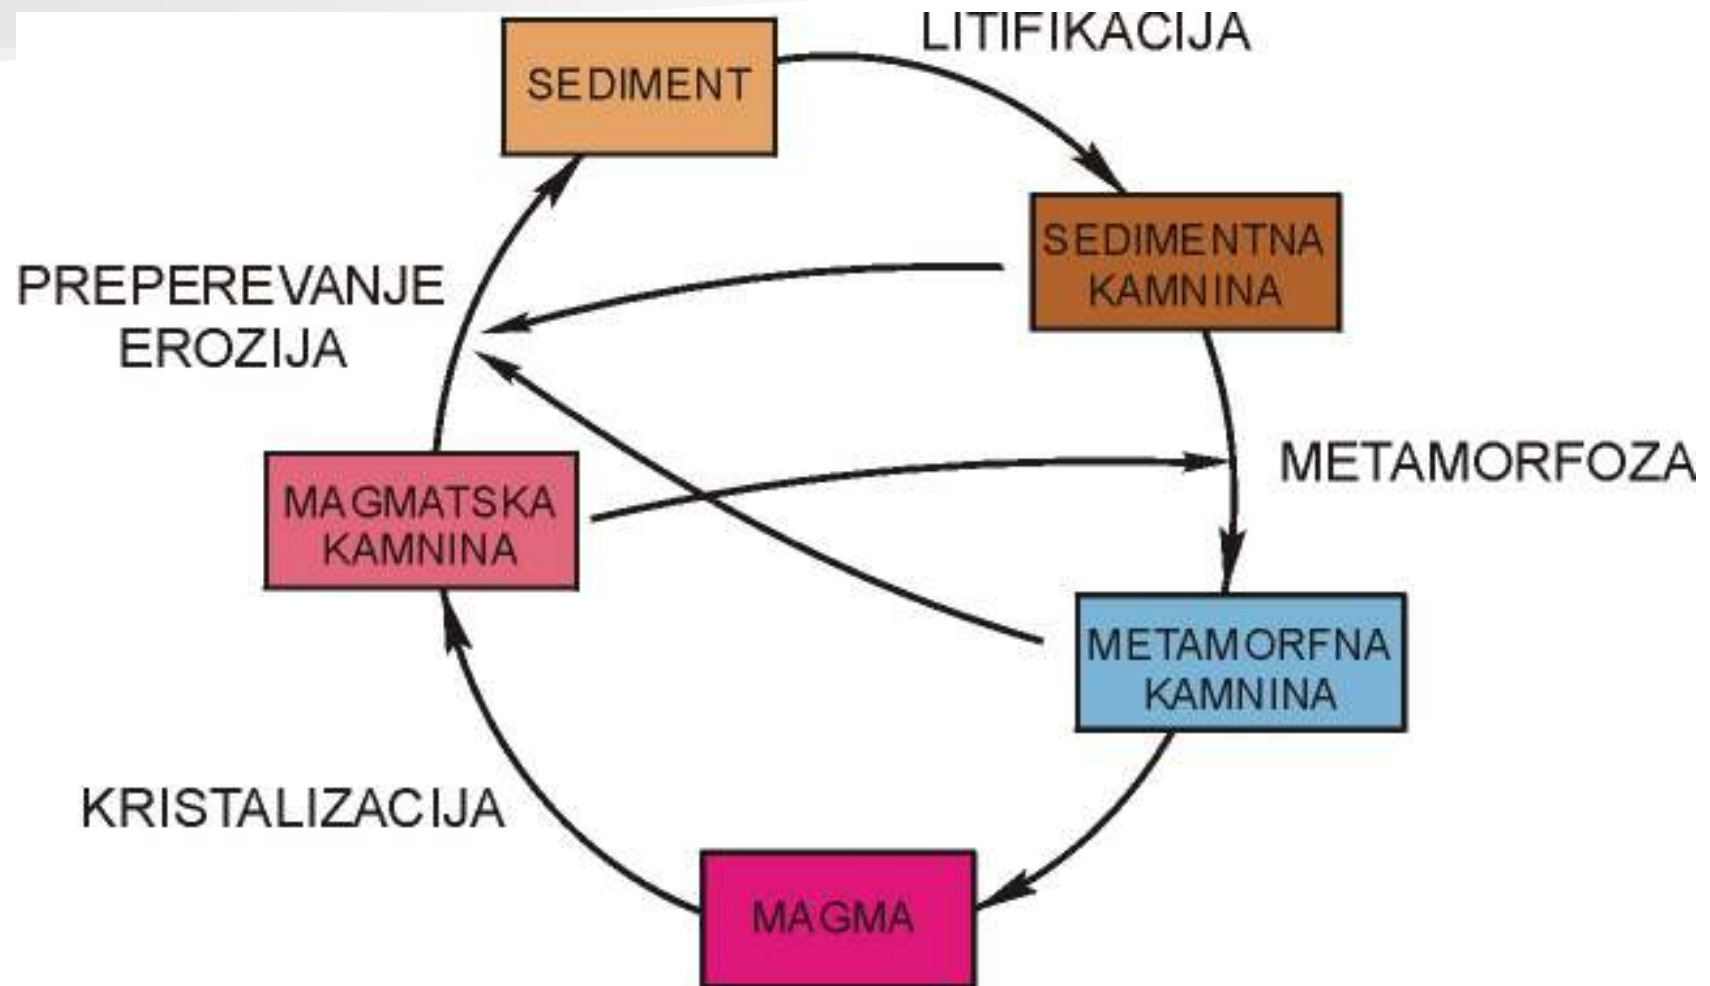 LITIFIKACIJA
SEDIMENT
SEDIMENTNA
KAMNINA
PREPEREVANJE
EROZIJA
METAMORFOZA
MAGMATSKA
KAMNINA
METAMORFNA
KAMNINA
KRISTALIZACIJA
MAGMA